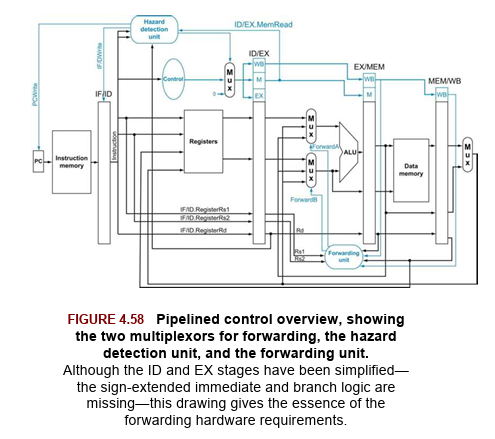 Hazard
detection
unit
ID/EX.MemRead
ID/EX
EX/MEM
MEM/WB
IF/ID
PCWrite
IF/DWrite
Control
0
M
u
x
WB
M
EX
WB
M
WB
PC
Instruction
memory
Instruction
Registers
M
u
x
ForwardA
M
u
x
ForwardB
ALU
Data
memory
M
u
x
IF/ID.RegisterRs1
IF/ID.RegisterRs2
IF/ID.RegisterRd
Rd
Rs1
Rs2
Forwarding
unit
FIGURE 4.58 Pipelined control overview, showing
the two multiplexors for forwarding, the hazard
detection unit, and the forwarding unit.
Although the ID and EX stages have been simplified—
the sign-extended immediate and branch logic are
missing—this drawing gives the essence of the
forwarding hardware requirements.